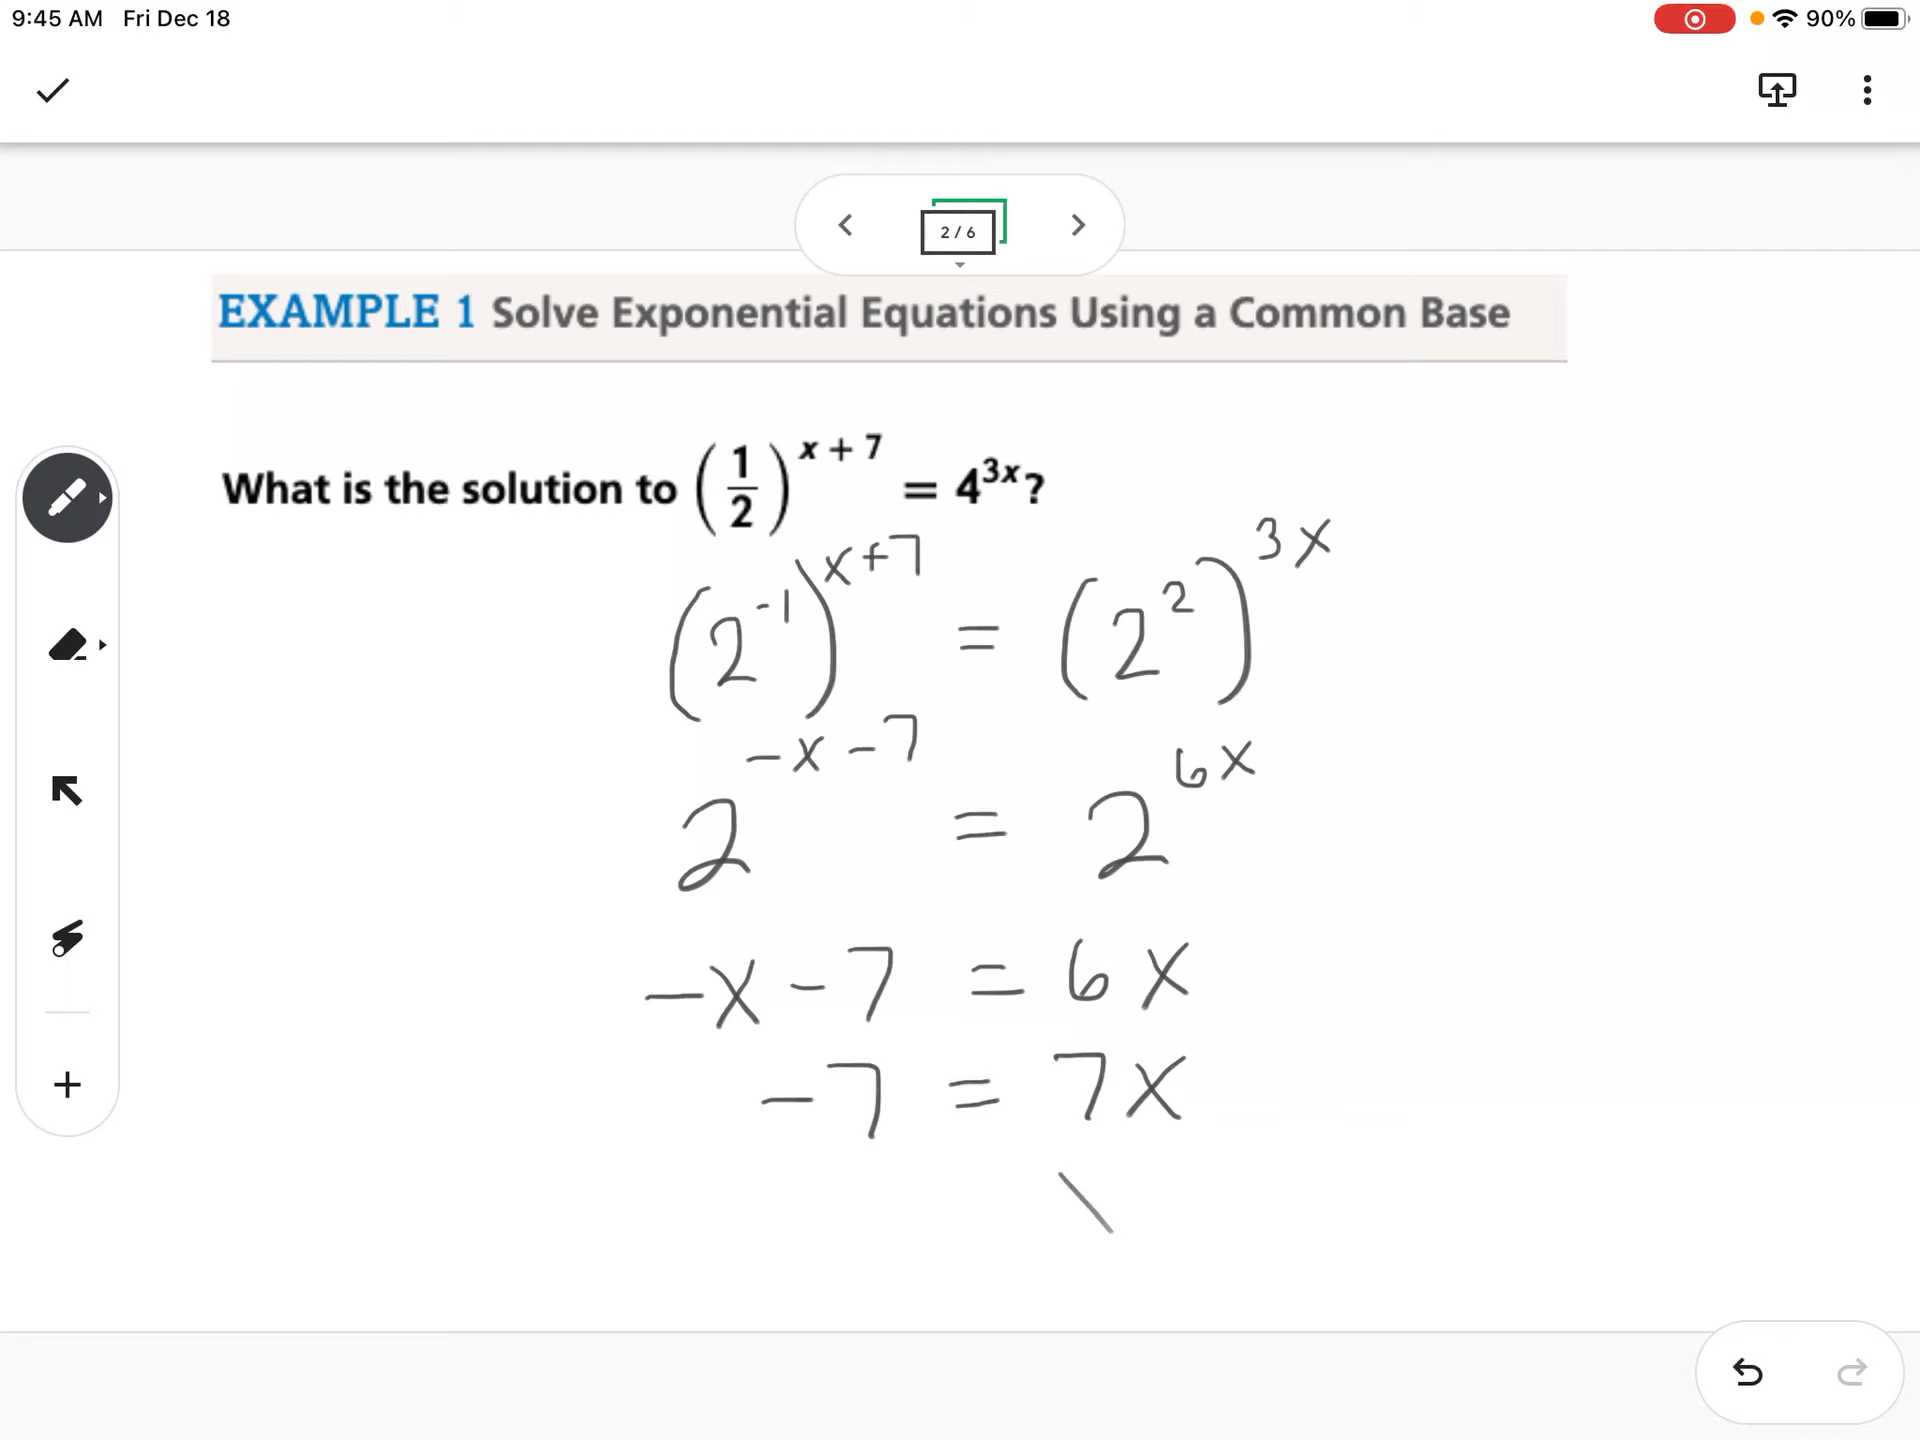 9:45 AM Fri Dec 18 90%
2 / 6
EXAMPLE 1 Solve Exponential Equations Using a Common Base
What is the solution to (1/2)^(x + 7) = 4^(3x)?
(2^(-1))^(x+7) = (2^2)^(3x)
2^(-x-7) = 2^(6x)
-x - 7 = 6x
-7 = 7x